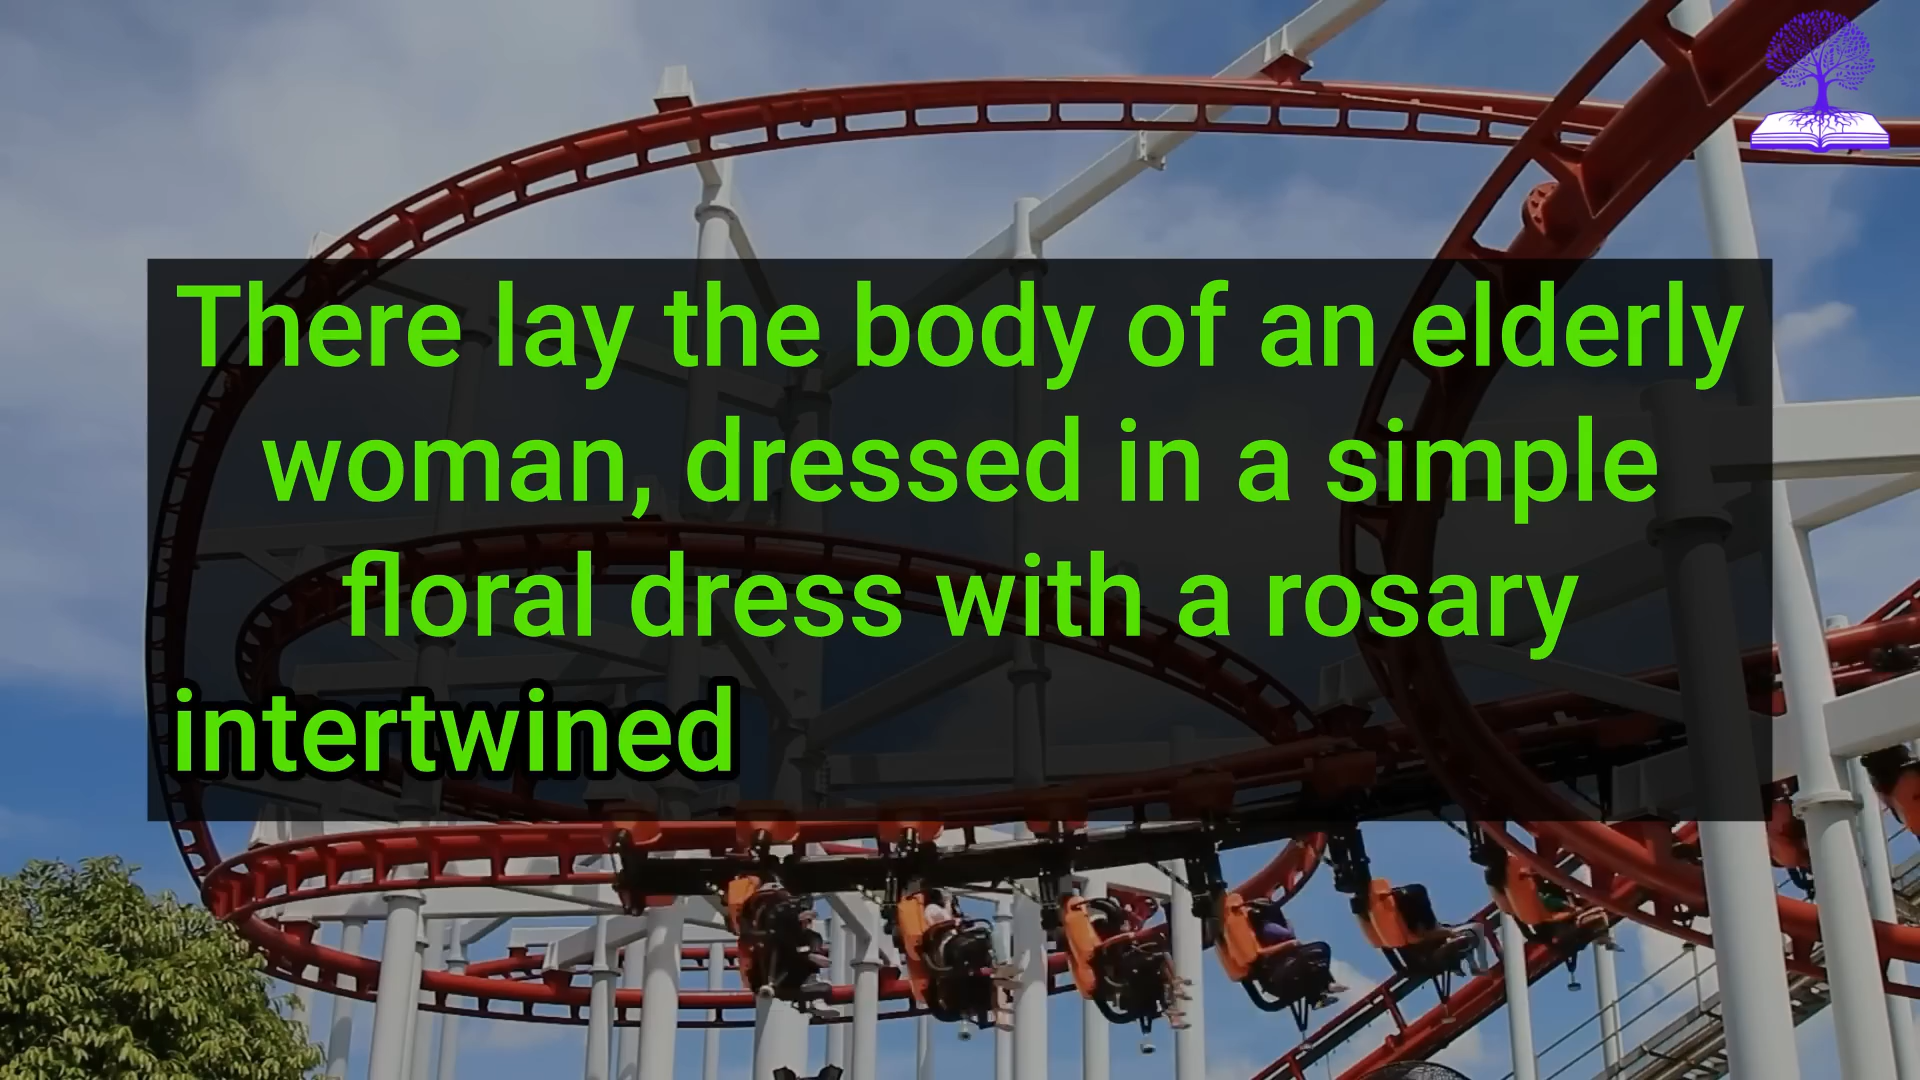 There lay the body of an elderly
woman, dressed in a simple
floral dress with a rosary
intertwined